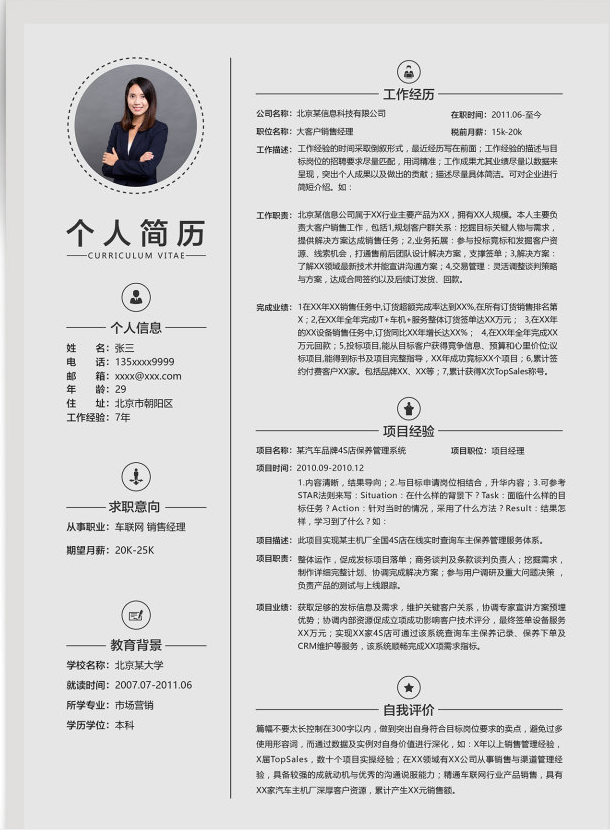 个人简历
CURRICULUM VITAE
个人信息
姓 名：张三
电 话：135xxxx9999
邮 箱：xxxx@xxx.com
年 龄：29
住 址：北京市朝阳区
工作经验：7年
求职意向
从事职业：车联网 销售经理
期望月薪：20K-25K
教育背景
学校名称：北京某大学
就读时间：2007.07-2011.06
所学专业：市场营销
学历学位：本科
工作经历
公司名称：北京某信息科技有限公司 在职时间：2011.06-至今
职位名称：大客户销售经理 税前月薪：15k-20k
工作描述：工作经验的时间采取倒叙形式，最近经历写在前面；工作经验的描述与目
标岗位的招聘要求尽量匹配，用词精准；工作成果尤其业绩尽量以数据来
呈现，突出个人成果以及做出的贡献；描述尽量具体简洁。可对企业进行
简短介绍。如：
工作职责：北京某信息公司属于XX行业主要产品为XX，拥有XX人规模。本人主要负
责大客户销售工作，包括1,规划客户群关系：挖掘目标关键人物与需求，
提供解决方案达成销售任务；2,业务拓展：参与投标竞标和发掘客户资
源、线索机会，打通售前后团队设计解决方案，支撑签单；3,解决方案：
了解XX领域最新技术并能宣讲沟通方案；4,交易管理：灵活调整谈判策略
与方案，达成合同签约以及后续订发货、回款。
完成业绩：1在XX年XX销售任务中,订货超额完成率达到XX%,在所有订货销售排名第
X；2,在XX年全年完成IT+车机+服务整体订货签单达XX万元； 3,在XX年
的XX设备销售任务中,订货同比XX年增长达XX%； 4,在XX年全年完成XX
万元回款；5,投标项目,能从目标客户获得竞争信息、预算和心里价位;议
标项目,能得到标书及项目完整指导，XX年成功竞标XX个项目；6,累计签
约付费客户XX家。包括品牌XX、XX等；7,累计获得X次TopSales称号。
项目经验
项目名称：某汽车品牌4S店保养管理系统 项目职位：项目经理
项目时间：2010.09-2010.12
1.内容清晰，结果导向；2.与目标申请岗位相结合，升华内容；3.可参考
STAR法则来写：Situation：在什么样的背景下？Task：面临什么样的目
标任务？Action：针对当时的情况，采用了什么方法？Result：结果怎
样，学习到了什么？如：
项目描述：此项目实现某主机厂全国4S店在线实时查询车主保养管理服务体系。
项目职责：整体运作，促成发标项目落单；商务谈判及条款谈判负责人；挖掘需求，
制作详细完整计划、协调完成解决方案；参与用户调研及重大问题决策 ，
负责产品的测试与上线跟踪。
项目业绩：获取足够的发标信息及需求，维护关键客户关系，协调专家宣讲方案预埋
优势；协调内部资源促成立项成功影响客户技术评分，最终签单设备服务
XX万元；实现XX家4S店可通过该系统查询车主保养记录、保养下单及
CRM维护等服务，该系统顺畅完成XX项需求指标。
自我评价
篇幅不要太长控制在300字以内，做到突出自身符合目标岗位要求的卖点，避免过多
使用形容词，而通过数据及实例对自身价值进行深化，如：X年以上销售管理经验，
X届TopSales，数十个项目实操经验；在XX领域有XX公司从事销售与渠道管理经
验，具备较强的成就动机与优秀的沟通说服能力；精通车联网行业产品销售，具有
XX家汽车主机厂深厚客户资源，累计产生XX元销售额。